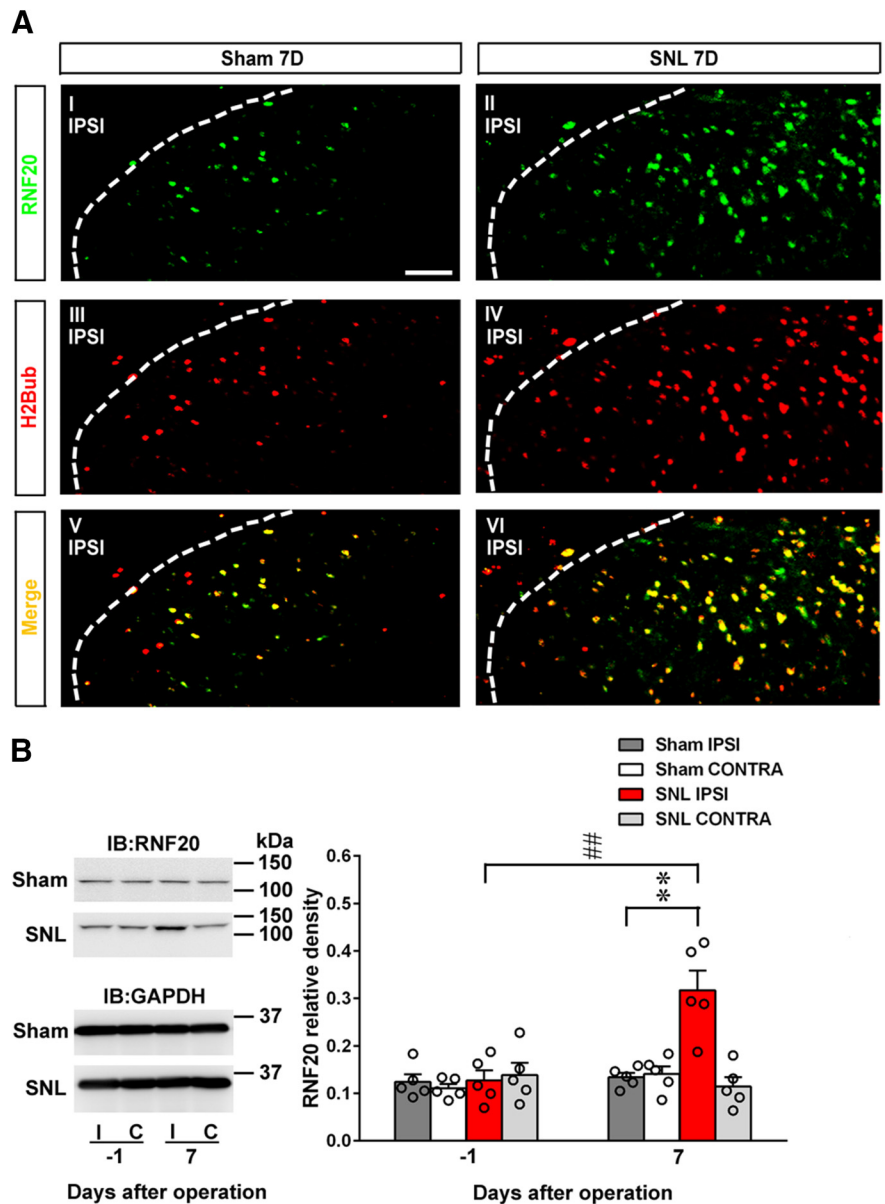 A
Sham 7D
SNL 7D
RNF20
I
IPSI
II
IPSI
H2Bub
III
IPSI
IV
IPSI
Merge
V
IPSI
VI
IPSI
B
Sham IPSI
Sham CONTRA
SNL IPSI
SNL CONTRA
IB:RNF20
kDa
Sham
150
100
SNL
150
100
IB:GAPDH
Sham
37
SNL
37
I C I C
-1 7
Days after operation
RNF20 relative density
0.6
0.5
0.4
0.3
0.2
0.1
0.0
##
**
-1 7
Days after operation